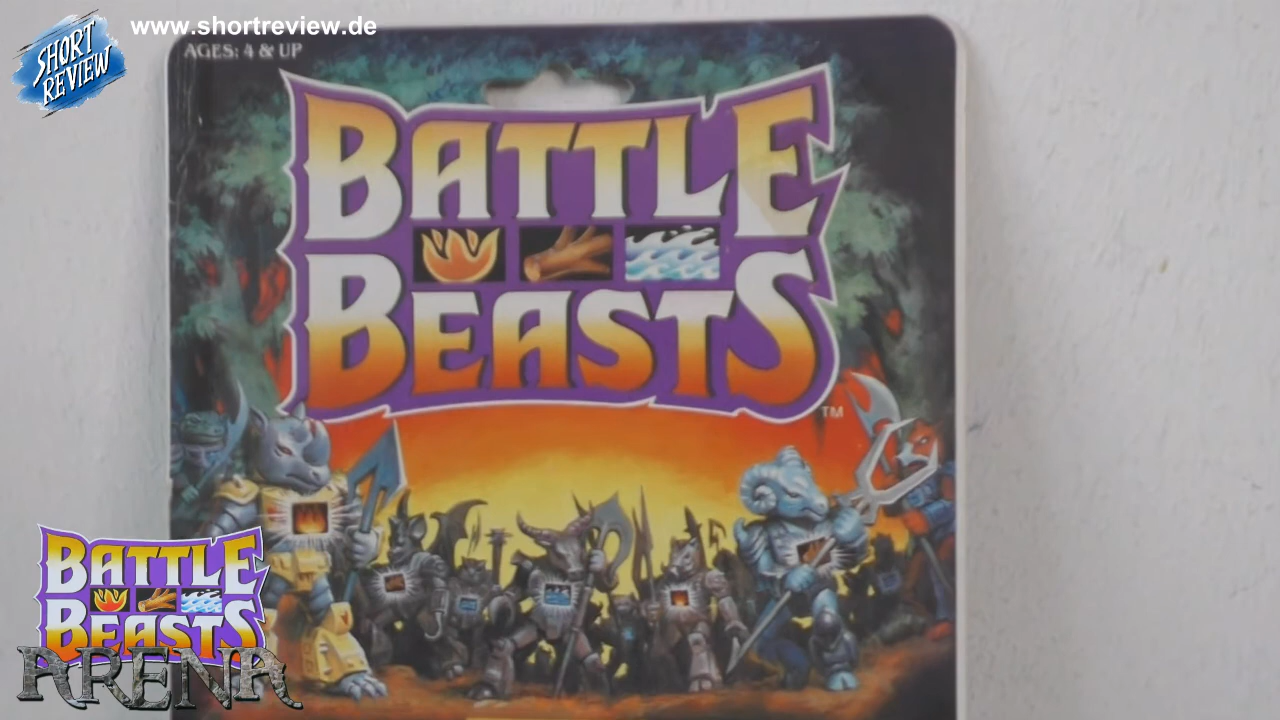 www.shortreview.de
SHORT
REVIEW
AGES: 4 & UP
BATTLE
BEASTS
TM
BATTLE
BEASTS
ARENA